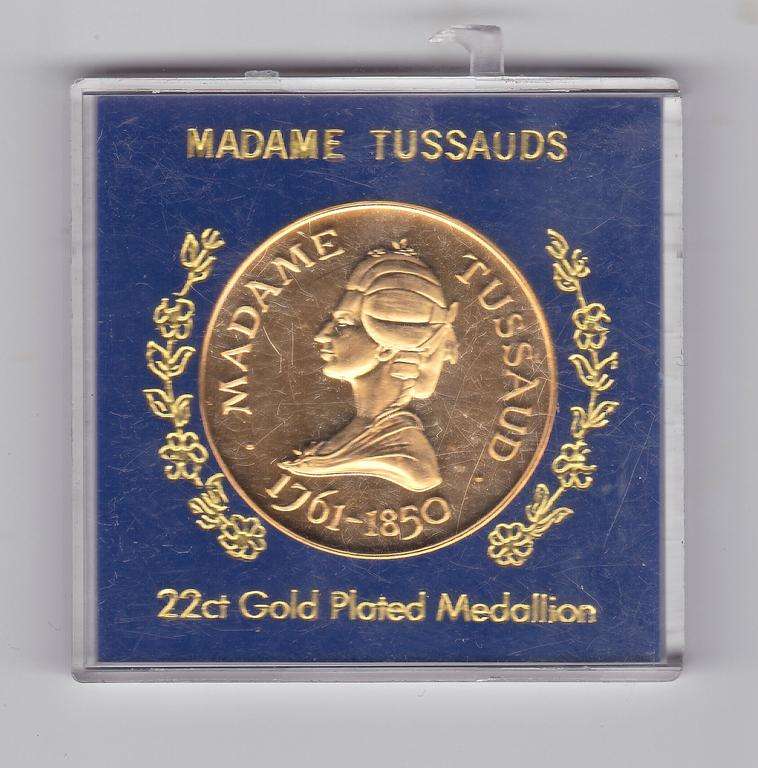 MADAME TUSSAUDS
MADAME TUSSAUD
1761-1850
22ct Gold Plated Medallion